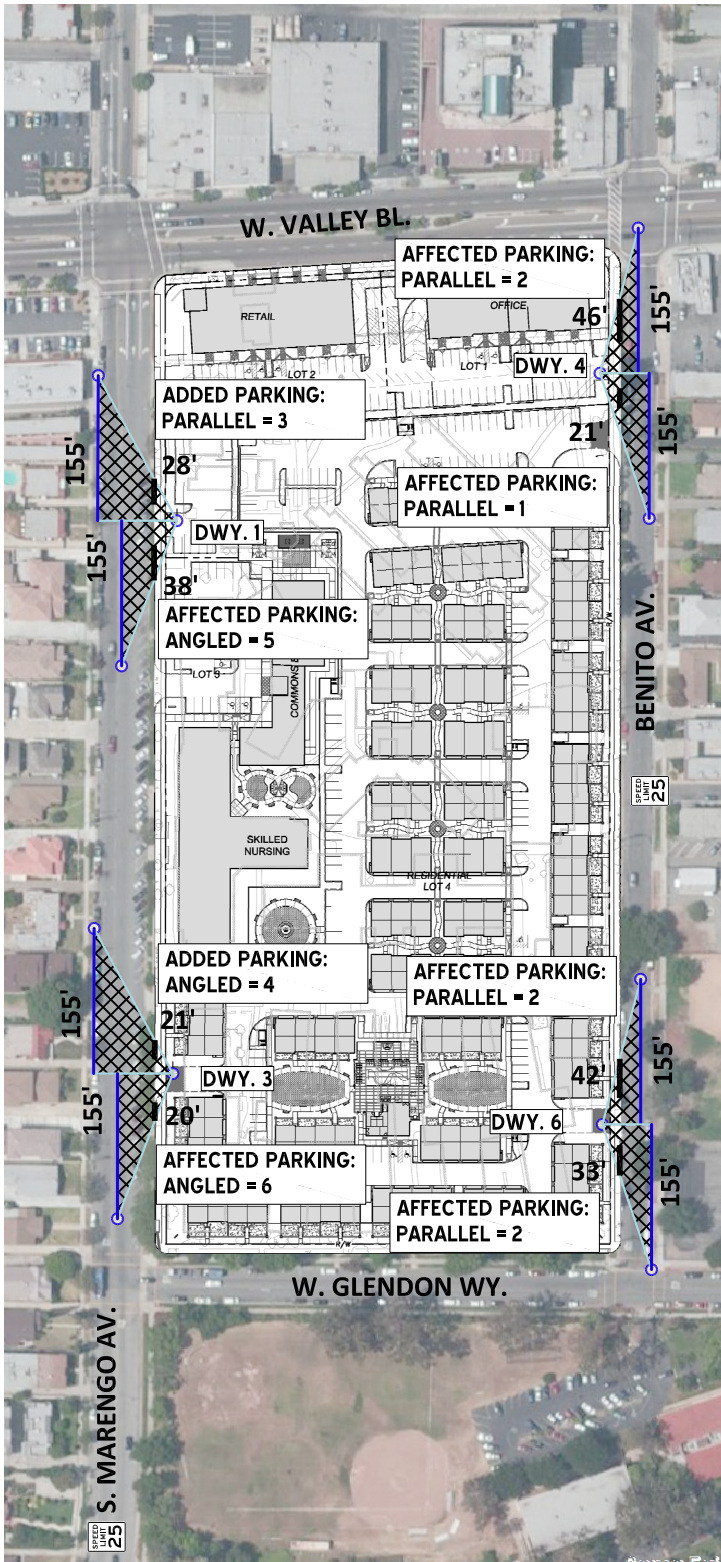 W. VALLEY BL.
AFFECTED PARKING:
PARALLEL = 2
OFFICE
46'
155'
RETAIL
LOT 2
LOT 1
DWY. 4
ADDED PARKING:
PARALLEL = 3
155'
28'
21'
155'
DWY. 1
AFFECTED PARKING:
PARALLEL = 1
155'
38'
AFFECTED PARKING:
ANGLED = 5
R/W
LOT 3
COMMONS
BENITO AV.
SPEED
LIMIT
25
SKILLED
NURSING
RESIDENTIAL
LOT 4
ADDED PARKING:
ANGLED = 4
AFFECTED PARKING:
PARALLEL = 2
155'
21'
42'
155'
DWY. 3
155'
20'
DWY. 6
33'
155'
AFFECTED PARKING:
ANGLED = 6
AFFECTED PARKING:
PARALLEL = 2
R/W
W. GLENDON WY.
S. MARENGO AV.
SPEED
LIMIT
25